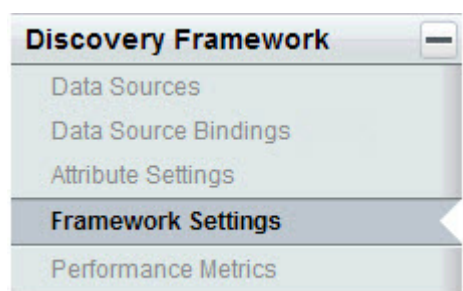 Discovery Framework
Data Sources
Data Source Bindings
Attribute Settings
Framework Settings
Performance Metrics